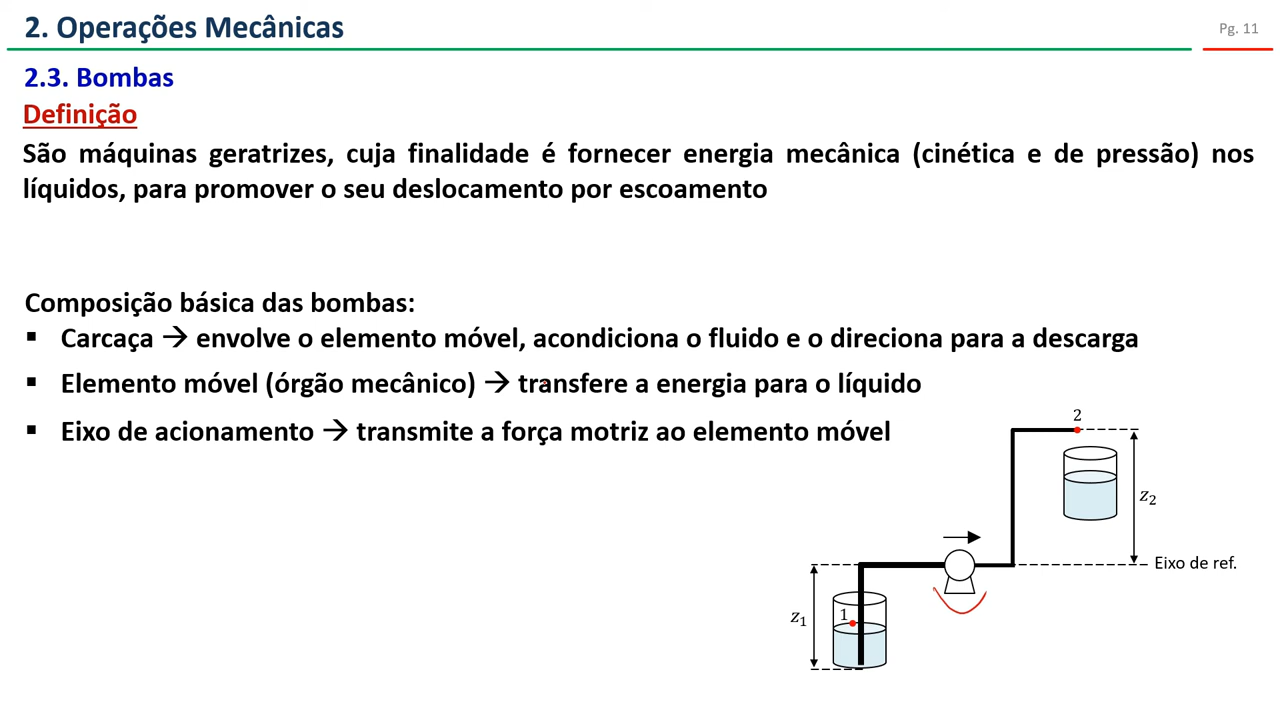 2. Operações Mecânicas
Pg. 11
2.3. Bombas
Definição
São máquinas geratrizes, cuja finalidade é fornecer energia mecânica (cinética e de pressão) nos
líquidos, para promover o seu deslocamento por escoamento
Composição básica das bombas:
▪ Carcaça → envolve o elemento móvel, acondiciona o fluido e o direciona para a descarga
▪ Elemento móvel (órgão mecânico) → transfere a energia para o líquido
▪ Eixo de acionamento → transmite a força motriz ao elemento móvel
2
z₂
Eixo de ref.
1
z₁